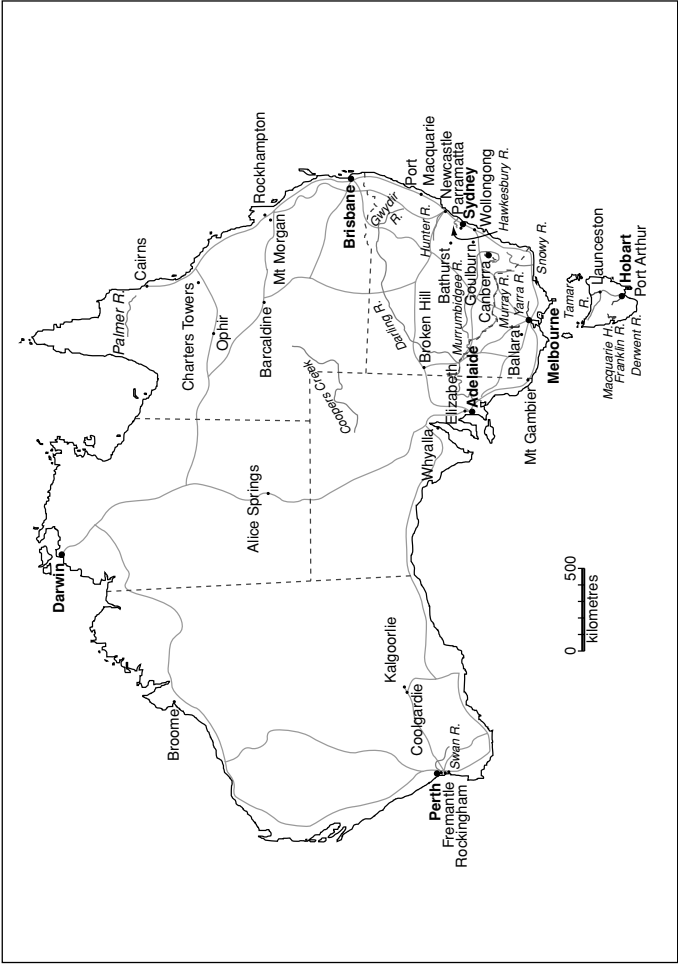 Palmer R.
Cairns
Charters Towers
Ophir
Rockhampton
Mt Morgan
Barcaldine
Brisbane
Gwydir
R.
Port
Macquarie
Newcastle
Parramatta
Sydney
Wollongong
Hawkesbury R.
Hunter R.
Bathurst
Goulburn
Canberra
Murrumbidgee R.
Murray R.
Yarra R.
Snowy R.
Darling R.
Broken Hill
Coopers Creek
Elizabeth
Adelaide
Whyalla
Ballarat
Melbourne
Mt Gambier
Tamar
R.
Launceston
Hobart
Port Arthur
Macquarie H.
Franklin R.
Derwent R.
Darwin
Alice Springs
Broome
Kalgoorlie
Coolgardie
Swan R.
Perth
Fremantle
Rockingham
0 500
kilometres